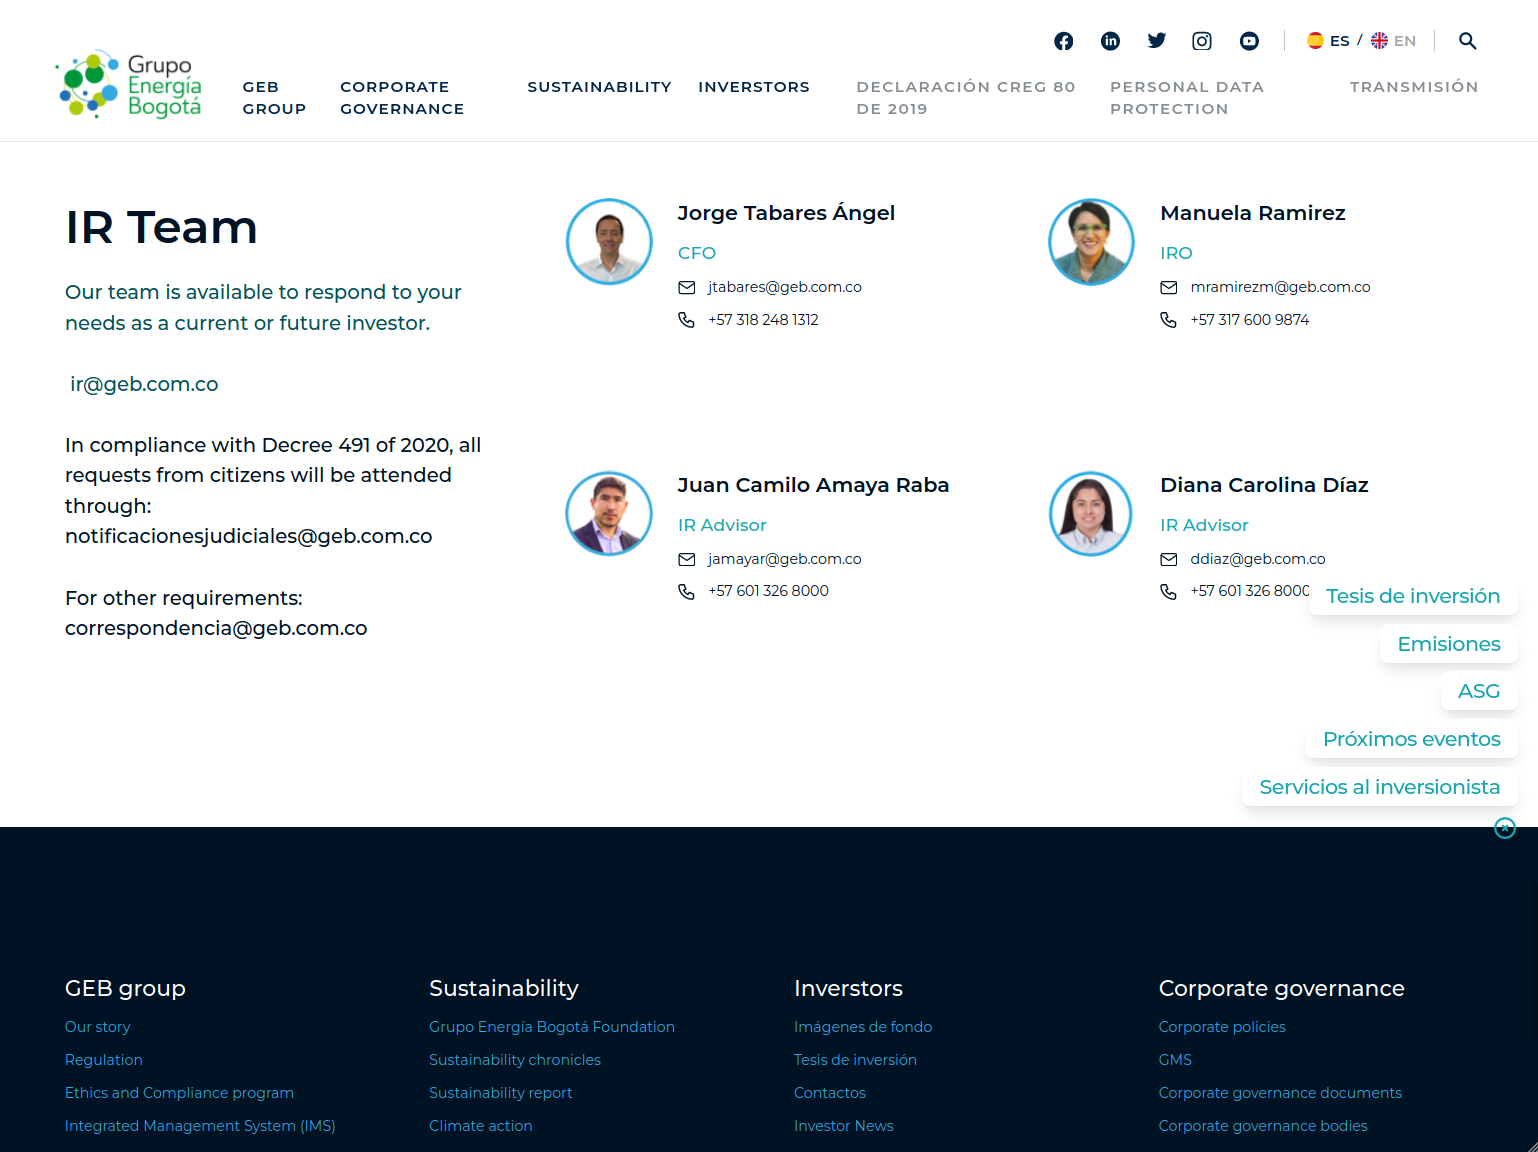 ES / EN
Grupo
Energía
Bogotá
GEB
GROUP
CORPORATE
GOVERNANCE
SUSTAINABILITY
INVERSTORS
DECLARACIÓN CREG 80
DE 2019
PERSONAL DATA
PROTECTION
TRANSMISIÓN
IR Team
Our team is available to respond to your
needs as a current or future investor.
ir@geb.com.co
In compliance with Decree 491 of 2020, all
requests from citizens will be attended
through:
notificacionesjudiciales@geb.com.co
For other requirements:
correspondencia@geb.com.co
Jorge Tabares Ángel
CFO
jtabares@geb.com.co
+57 318 248 1312
Manuela Ramirez
IRO
mramirezm@geb.com.co
+57 317 600 9874
Juan Camilo Amaya Raba
IR Advisor
jamayar@geb.com.co
+57 601 326 8000
Diana Carolina Díaz
IR Advisor
ddiaz@geb.com.co
+57 601 326 8000
Tesis de inversión
Emisiones
ASG
Próximos eventos
Servicios al inversionista
GEB group
Our story
Regulation
Ethics and Compliance program
Integrated Management System (IMS)
Sustainability
Grupo Energía Bogotá Foundation
Sustainability chronicles
Sustainability report
Climate action
Inverstors
Imágenes de fondo
Tesis de inversión
Contactos
Investor News
Corporate governance
Corporate policies
GMS
Corporate governance documents
Corporate governance bodies